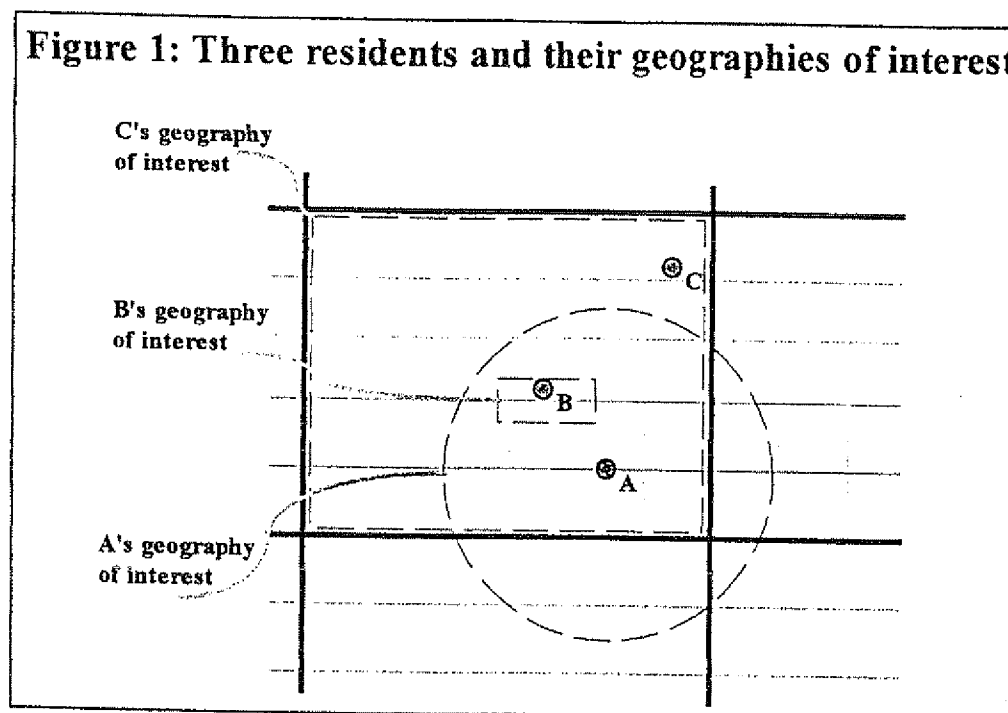 Figure 1: Three residents and their geographies of interest
C's geography
of interest
C
B's geography
of interest
B
A
A's geography
of interest